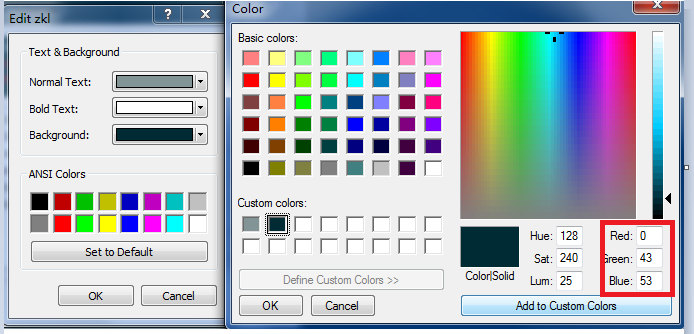 Edit zkl
Text & Background
Normal Text:
Bold Text:
Background:
ANSI Colors
Set to Default
OK
Cancel
Color
Basic colors:
Custom colors:
Define Custom Colors >>
OK
Cancel
Color|Solid
Hue: 128
Sat: 240
Lum: 25
Red: 0
Green: 43
Blue: 53
Add to Custom Colors